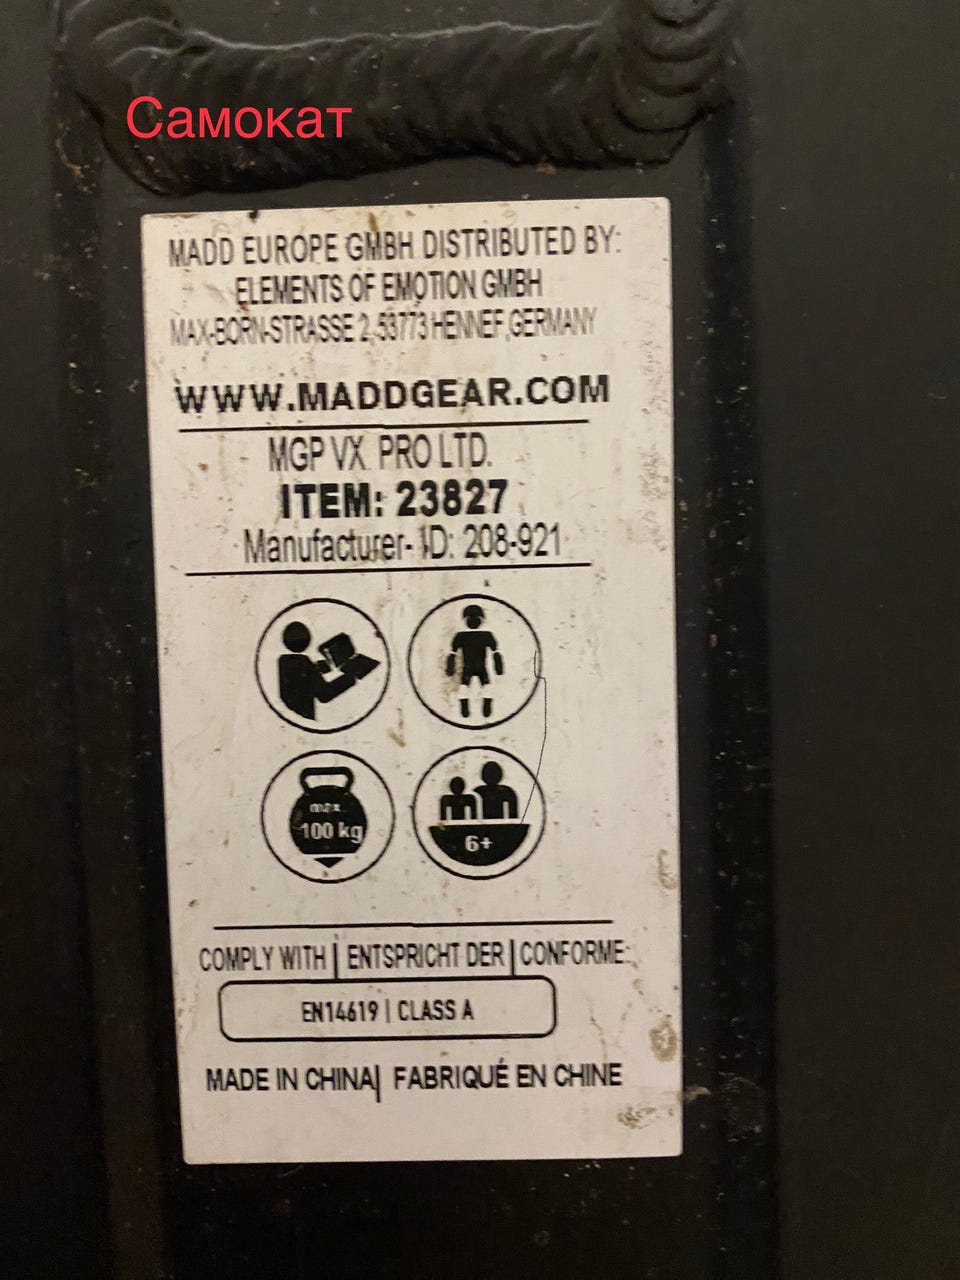 Самокат
MADD EUROPE GMBH DISTRIBUTED BY:
ELEMENTS OF EMOTION GMBH
MAX-BORN-STRASSE 2,53773 HENNEF,GERMANY
WWW.MADDGEAR.COM
MGP VX PRO LTD.
ITEM: 23827
Manufacturer- ID: 208-921
max
100 kg
6+
COMPLY WITH | ENTSPRICHT DER | CONFORME:
EN14619 | CLASS A
MADE IN CHINA| FABRIQUÉ EN CHINE